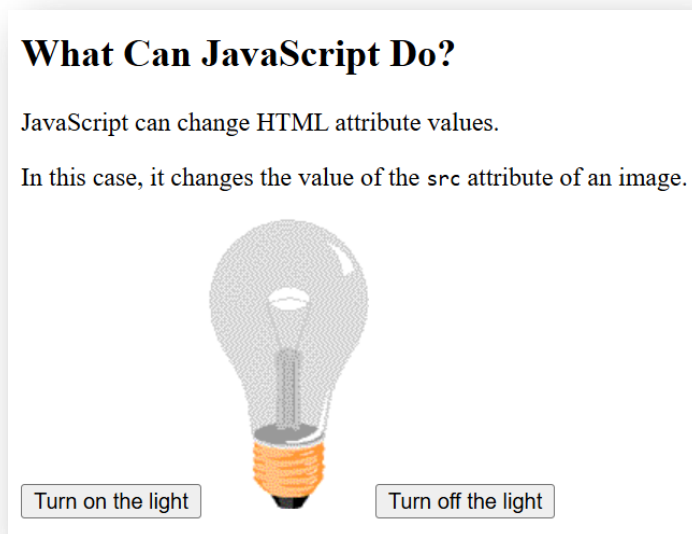 What Can JavaScript Do?
JavaScript can change HTML attribute values.
In this case, it changes the value of the src attribute of an image.
Turn on the light
Turn off the light